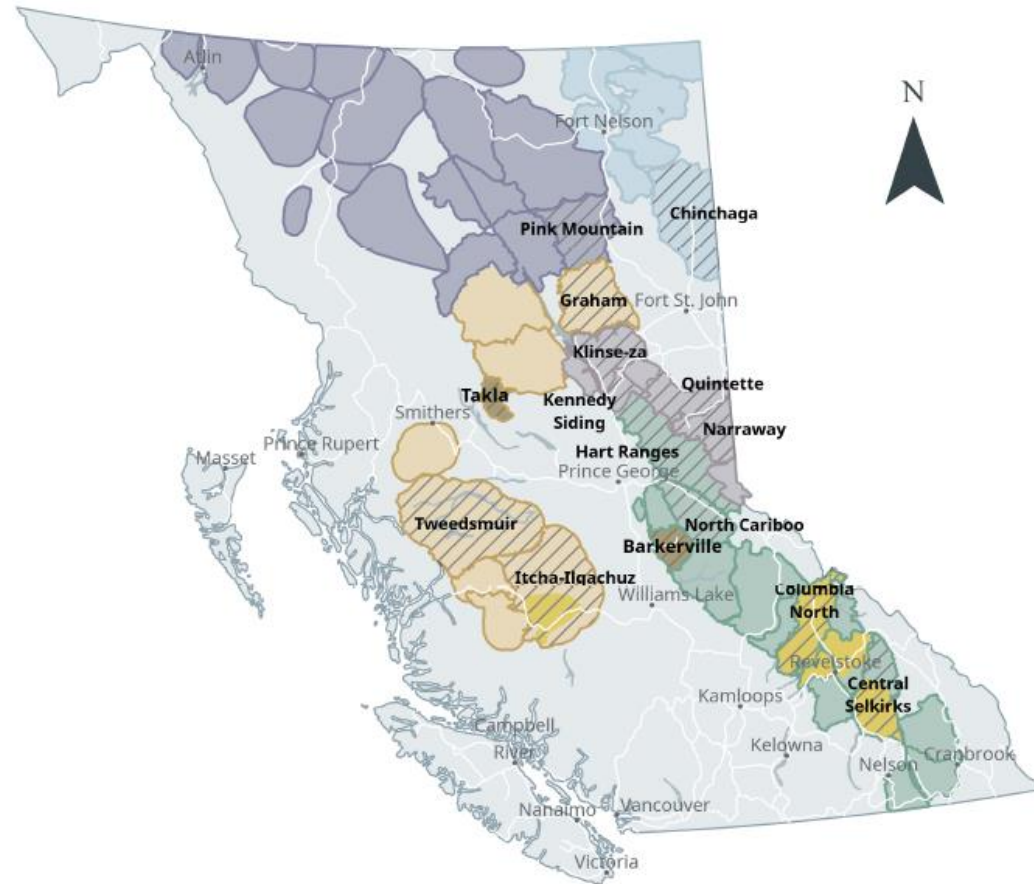 Atlin
N
Fort Nelson
Chinchaga
Pink Mountain
Graham
Fort St. John
Klinse-za
Quintette
Takla
Kennedy
Siding
Smithers
Narraway
Prince Rupert
Hart Ranges
Masset
Prince George
Tweedsmuir
North Cariboo
Barkerville
Itcha-Ilgachuz
Williams Lake
Columbia
North
Revelstoke
Central
Selkirks
Kamloops
Campbell
River
Kelowna
Nelson
Cranbrook
Nanaimo
Vancouver
Victoria